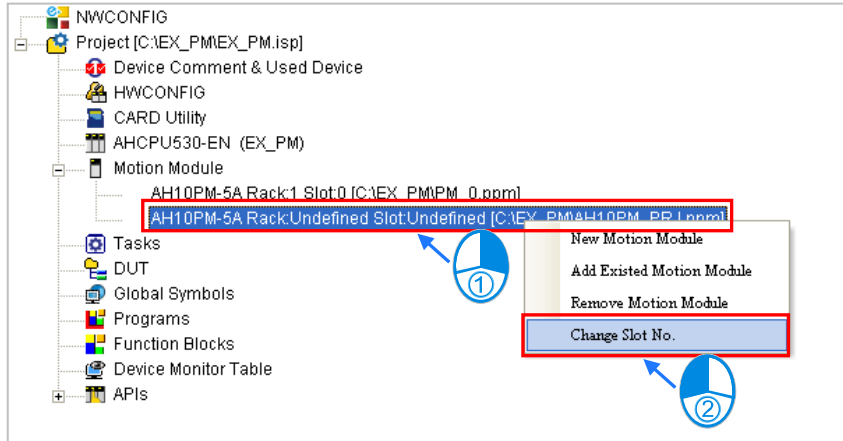 NWCONFIG
Project [C:\EX_PM\EX_PM.isp]
Device Comment & Used Device
HWCONFIG
CARD Utility
AHCPU530-EN (EX_PM)
Motion Module
AH10PM-5A Rack:1 Slot:0 [C:\EX_PM\PM_0.ppm]
AH10PM-5A Rack:Undefined Slot:Undefined [C:\EX_PM\AH10PM_PRJ.ppm]
New Motion Module
Add Existed Motion Module
Remove Motion Module
Change Slot No.
Tasks
DUT
Global Symbols
Programs
Function Blocks
Device Monitor Table
APIs
①
②